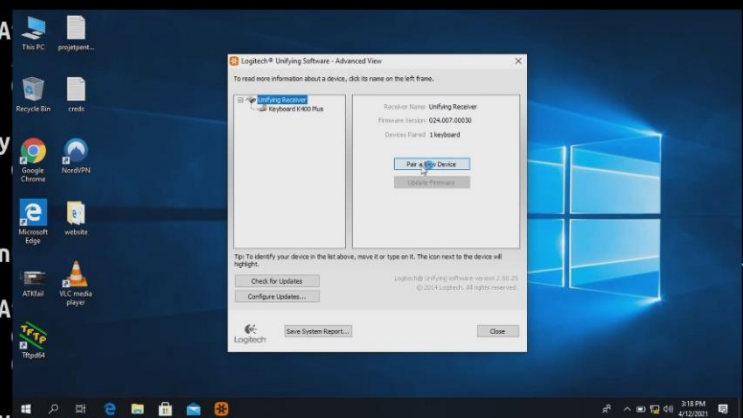 This PC
projetpent...
Recycle Bin
creds
Google Chrome
NordVPN
Microsoft Edge
website
ATKfail
VLC media player
Tftpd64
TFTP
Logitech® Unifying Software - Advanced View
To read more information about a device, click its name on the left frame.
Unifying Receiver
Keyboard K400 Plus
Receiver Name: Unifying Receiver
Firmware Version: 024.007.00030
Devices Paired: 1 keyboard
Pair a New Device
Update Firmware
Tip: To identify your device in the list above, move it or type on it. The icon next to the device will
highlight.
Check for Updates
Configure Updates...
Logitech® Unifying software version 2.50.25
© 2014 Logitech. All rights reserved.
Logitech
Save System Report...
Close
3:18 PM
4/12/2021